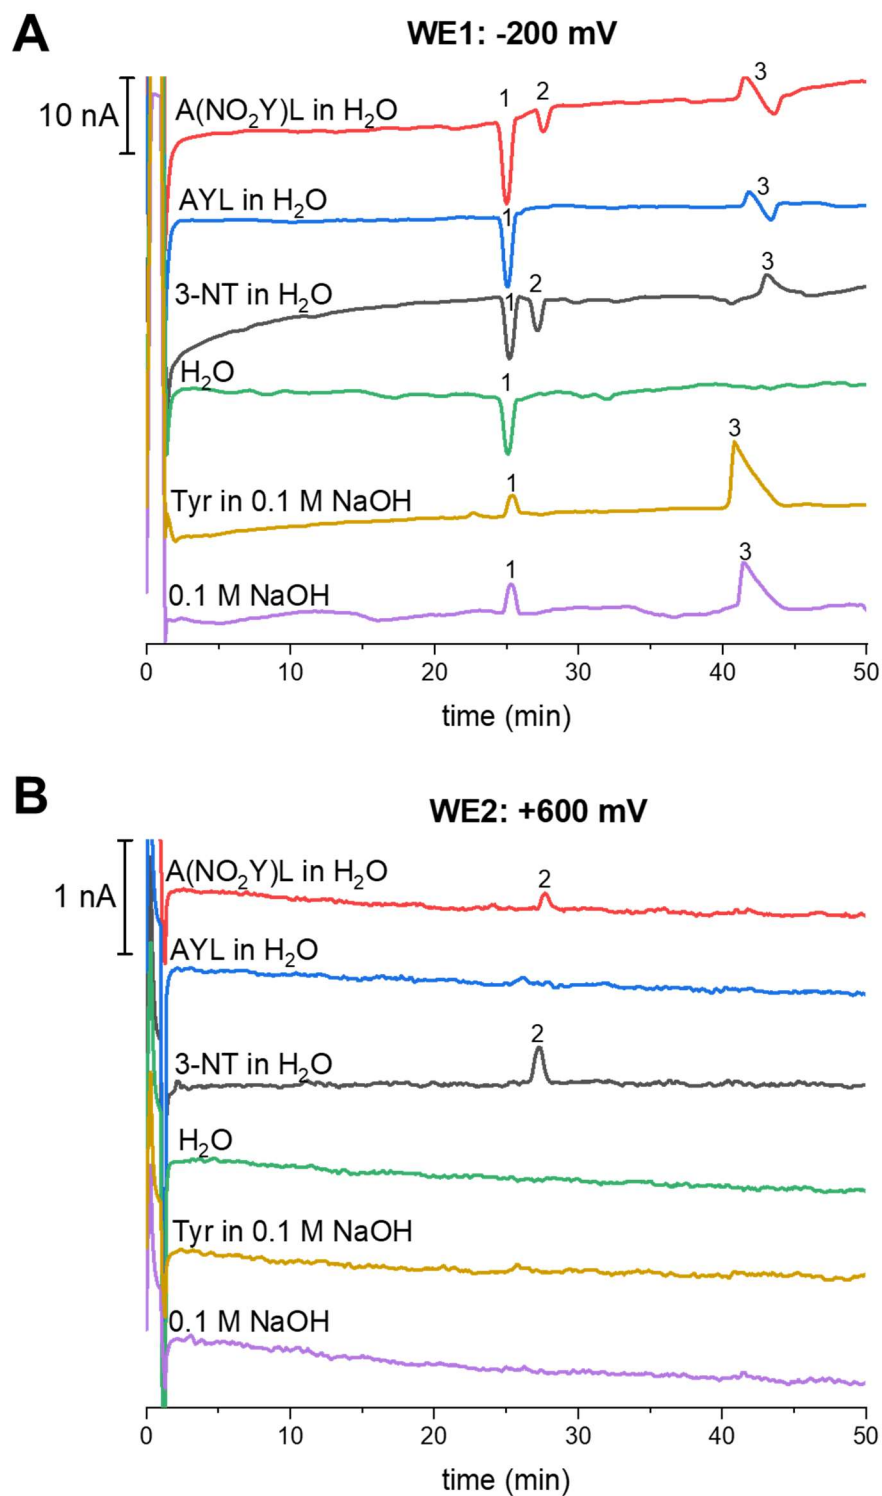 A
WE1: -200 mV
10 nA
A(NO₂Y)L in H₂O
1 2 3
AYL in H₂O
1 3
3-NT in H₂O
1 2 3
H₂O
1
Tyr in 0.1 M NaOH
1 3
0.1 M NaOH
1 3
0 10 20 30 40 50
time (min)
B
WE2: +600 mV
1 nA
A(NO₂Y)L in H₂O
2
AYL in H₂O
3-NT in H₂O
2
H₂O
Tyr in 0.1 M NaOH
0.1 M NaOH
0 10 20 30 40 50
time (min)